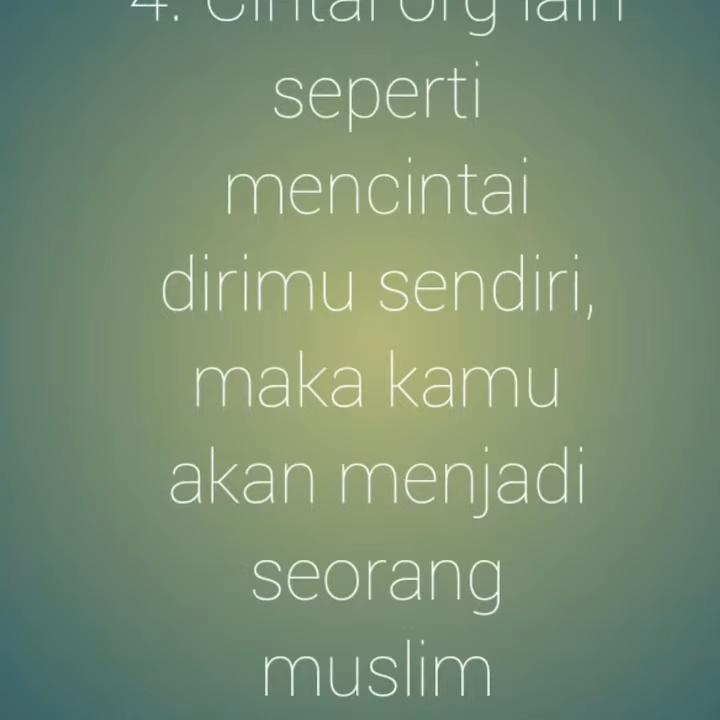 4. Cintai org lain
seperti
mencintai
dirimu sendiri,
maka kamu
akan menjadi
seorang
muslim